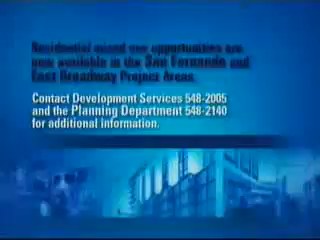 Residential mixed use opportunities are
now available in the San Fernando and
East Broadway Project Areas.
Contact Development Services 548-2005
and the Planning Department 548-2140
for additional information.